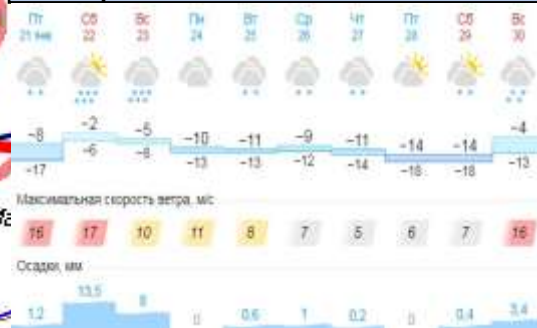 Пт Сб Вс Пн Вт Ср Чт Пт Сб Вс
21 янв 22 23 24 25 26 27 28 29 30
-8 -2 -5 -10 -11 -9 -11 -14 -14 -4
-17 -6 -8 -13 -13 -12 -14 -18 -18 -13
Максимальная скорость ветра, м/с
16 17 10 11 8 7 5 6 7 16
Осадки, мм
1,2 13,5 8 0 0,6 1 0,2 0 0,4 3,4